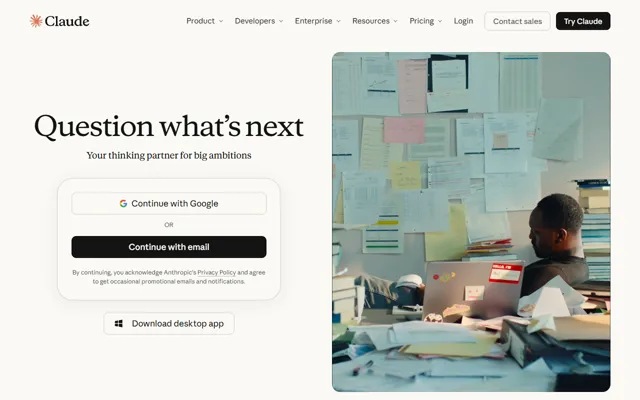 Claude
Product
Developers
Enterprise
Resources
Pricing
Login
Contact sales
Try Claude
Question what's next
Your thinking partner for big ambitions
Continue with Google
OR
Continue with email
By continuing, you acknowledge Anthropic's Privacy Policy and agree
to get occasional promotional emails and notifications.
Download desktop app